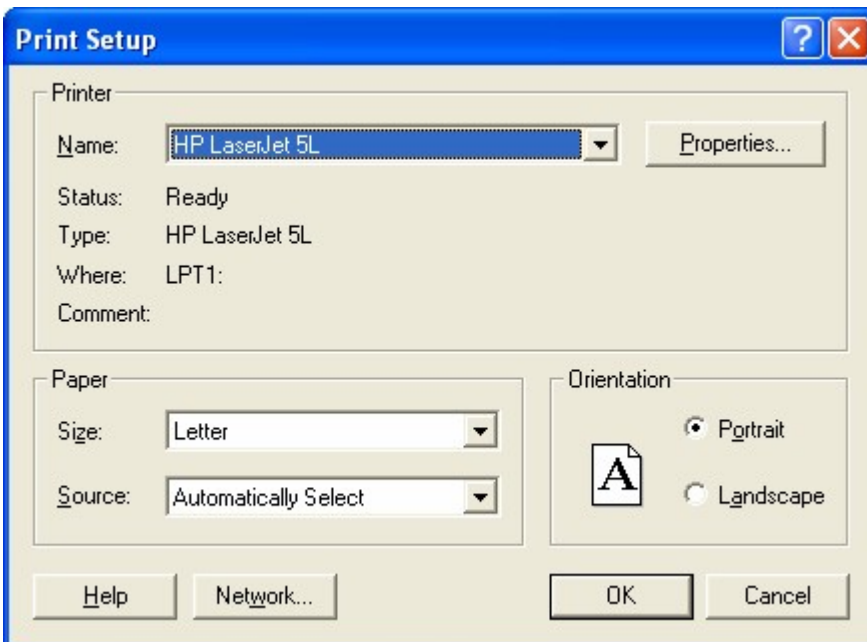 Print Setup
Printer
Name: HP LaserJet 5L Properties...
Status: Ready
Type: HP LaserJet 5L
Where: LPT1:
Comment:
Paper
Size: Letter
Source: Automatically Select
Orientation
A
Portrait
Landscape
Help Network... OK Cancel